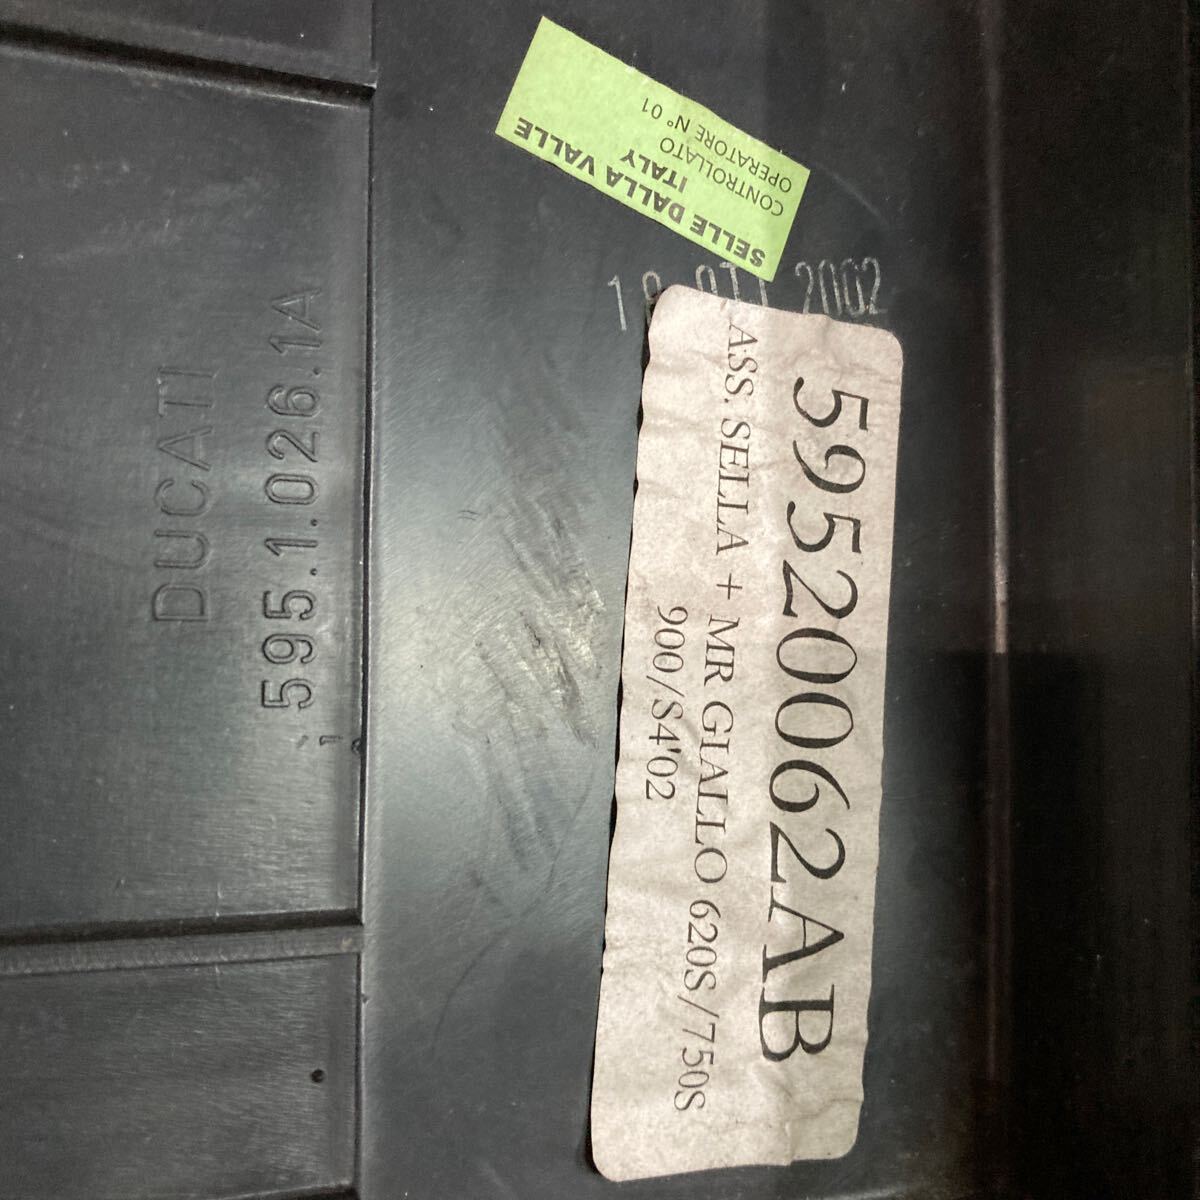 SELLE DALLA VALLE
ITALY
CONTROLLATO
OPERATORE N° 01
2002
59520062AB
ASS. SELLA + MR GIALLO 620S/750S
900/S4'02
DUCATI
595.1.026.1A